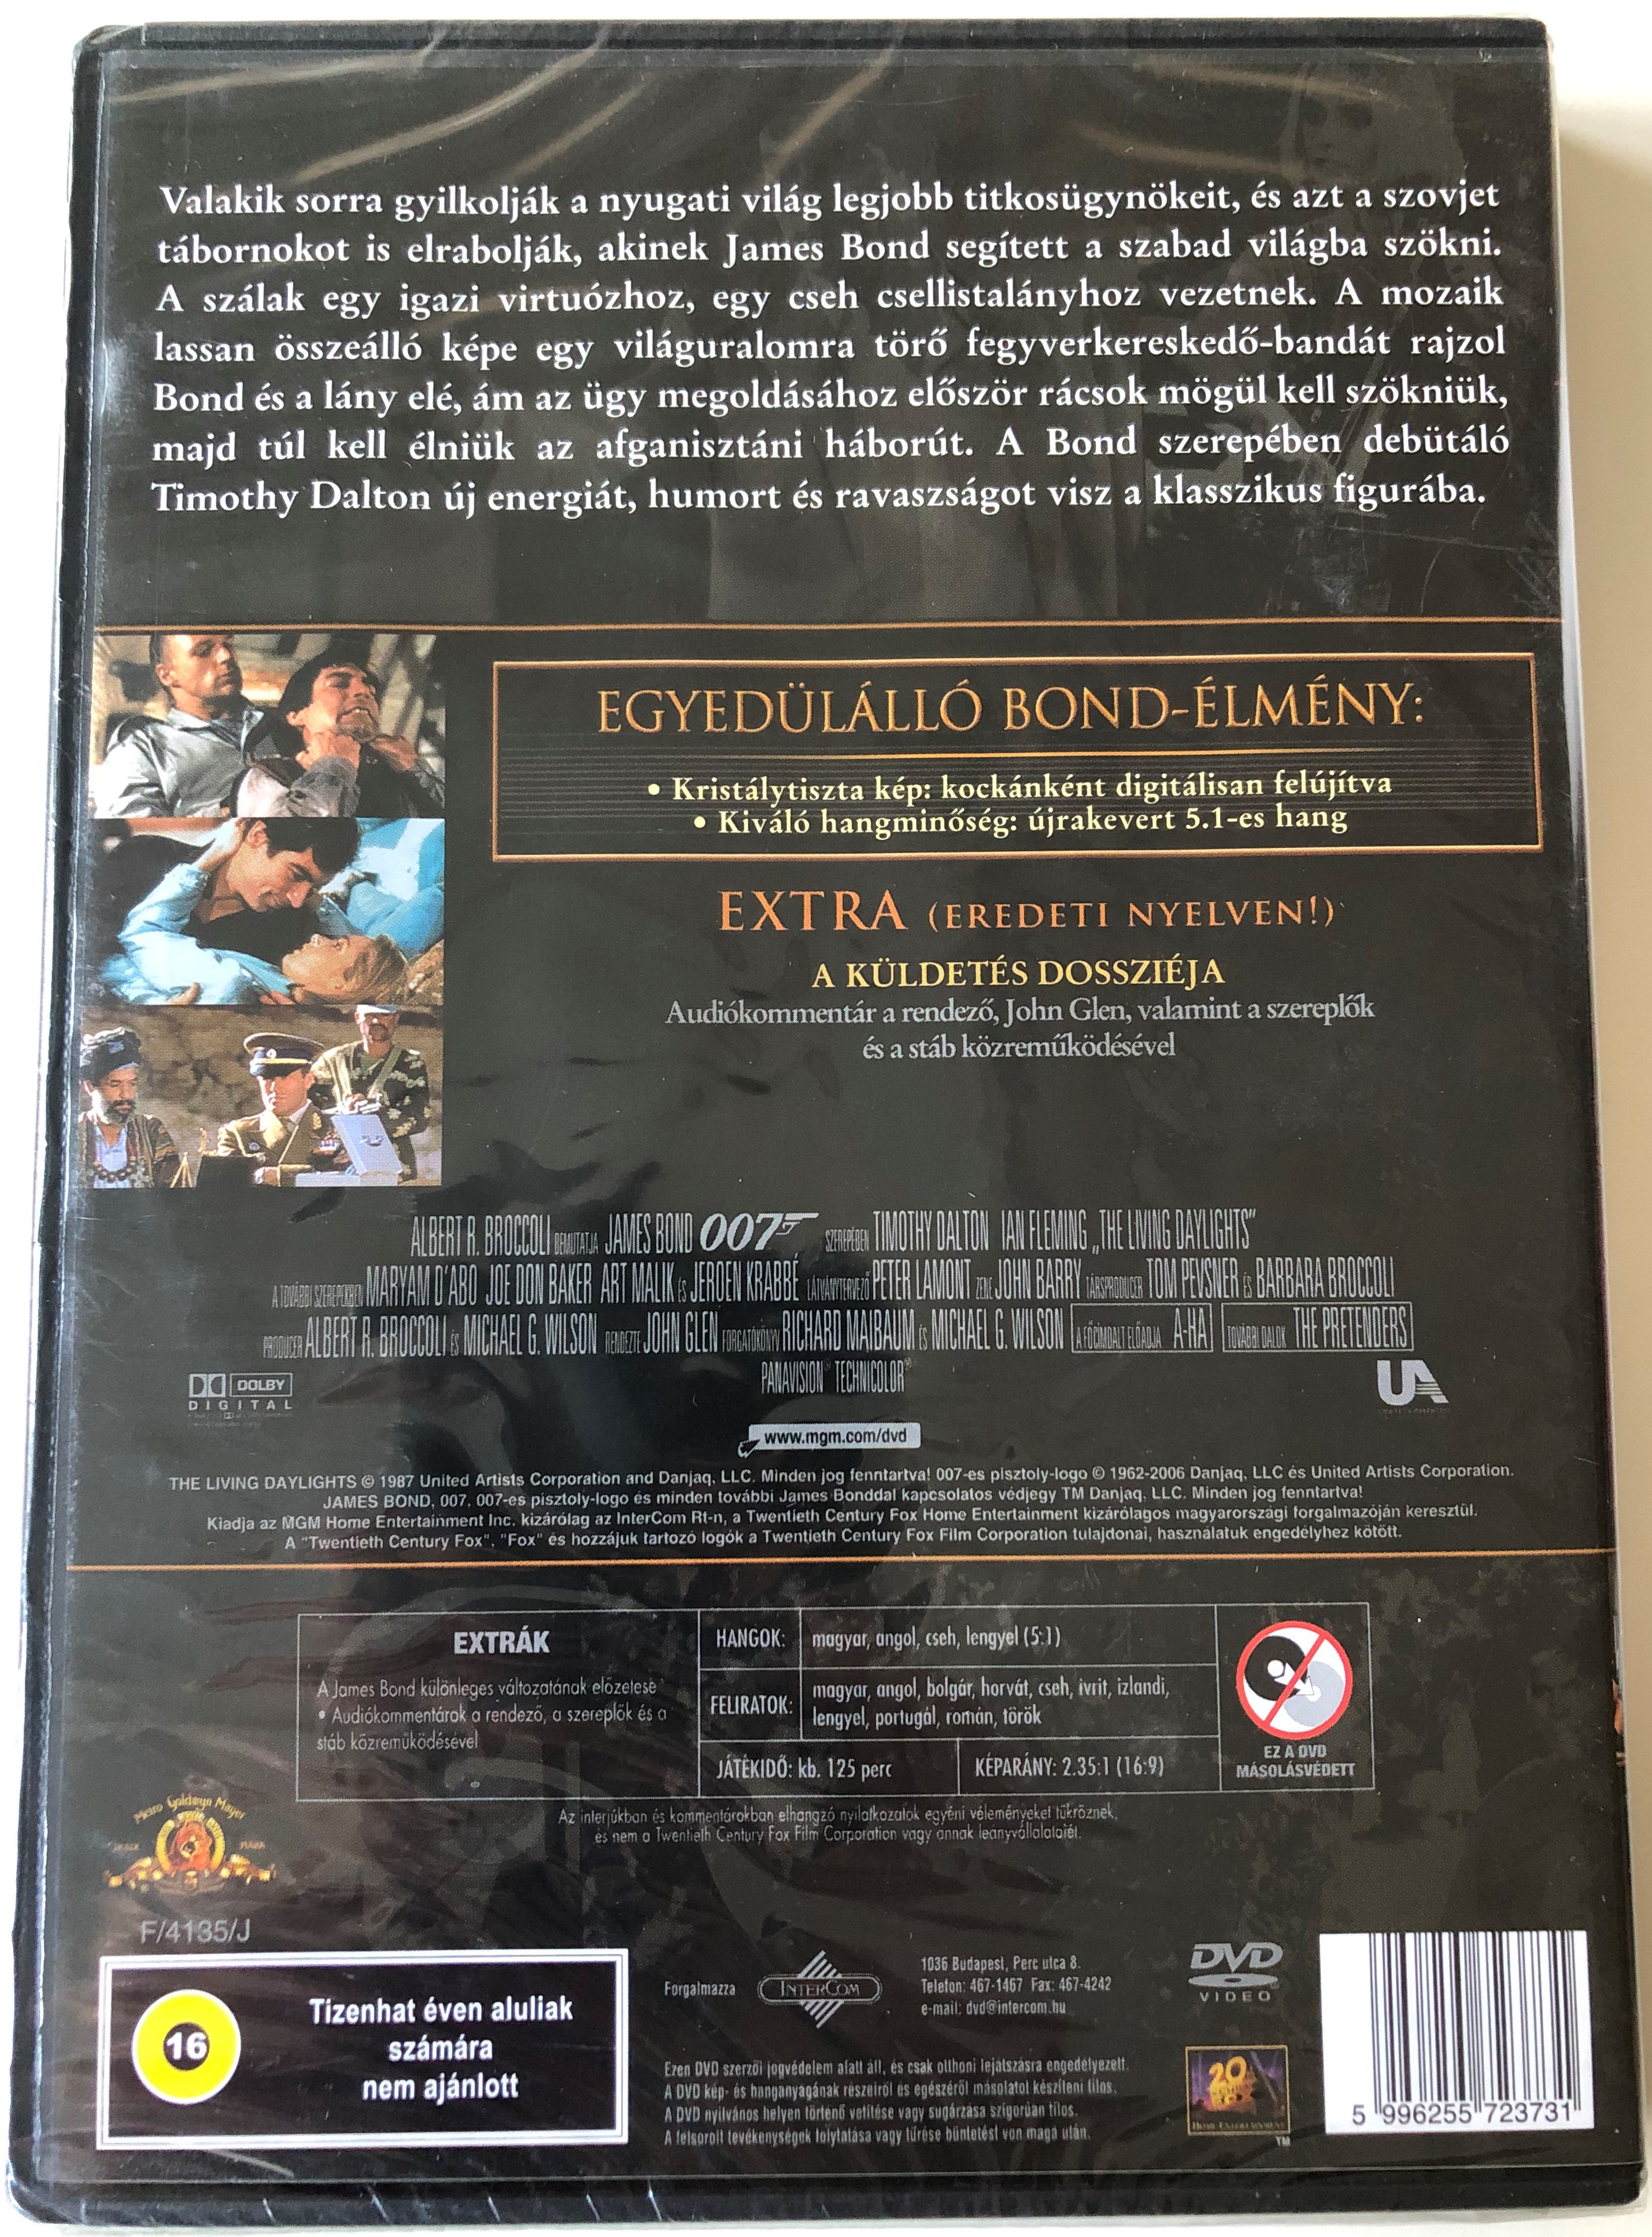 Valakik sorra gyilkolják a nyugati világ legjobb titkosügynökeit, és azt a szovjet
tábornokot is elrabolják, akinek James Bond segített a szabad világba szökni.
A szálak egy igazi virtuózhoz, egy cseh csellistalányhoz vezetnek. A mozaik
lassan összeálló képe egy világuralomra törő fegyverkereskedő-bandát rajzol
Bond és a lány elé, ám az ügy megoldásához először rácsok mögül kell szökniük,
majd túl kell élniük az afganisztáni háborút. A Bond szerepében debütáló
Timothy Dalton új energiát, humort és ravaszságot visz a klasszikus figurába.
EGYEDÜLÁLLÓ BOND-ÉLMÉNY:
• Kristálytiszta kép: kockánként digitálisan felújítva
• Kiváló hangminőség: újrakevert 5.1-es hang
EXTRA (EREDETI NYELVEN!)
A KÜLDETÉS DOSSZIÉJA
Audiókommentár a rendező, John Glen, valamint a szereplők
és a stáb közreműködésével
ALBERT R. BROCCOLI BEMUTATJA JAMES BOND 007 SZEREPÉBEN TIMOTHY DALTON IAN FLEMING „THE LIVING DAYLIGHTS"
A TOVÁBBI SZEREPEKBEN MARYAM D'ABO JOE DON BAKER ART MALIK ÉS JEROEN KRABBÉ LÁTVÁNYTERVEZŐ PETER LAMONT ZENE JOHN BARRY TÁRSPRODUCER TOM PEVSNER ÉS BARBARA BROCCOLI
PRODUCER ALBERT R. BROCCOLI ÉS MICHAEL G. WILSON RENDEZTE JOHN GLEN FORGATÓKÖNYV RICHARD MAIBAUM ÉS MICHAEL G. WILSON A FŐCÍMDALT ELŐADJA A-HA TOVÁBBI DALOK THE PRETENDERS
DOLBY
DIGITAL
PANAVISION® TECHNICOLOR®
UA
www.mgm.com/dvd
THE LIVING DAYLIGHTS © 1987 United Artists Corporation and Danjaq, LLC. Minden jog fenntartva! 007-es pisztoly-logo © 1962-2006 Danjaq, LLC és United Artists Corporation.
JAMES BOND, 007, 007-es pisztoly-logo és minden további James Bonddal kapcsolatos védjegy TM Danjaq, LLC. Minden jog fenntartva!
Kiadja az MGM Home Entertainment Inc. kizárólag az InterCom Rt-n, a Twentieth Century Fox Home Entertainment kizárólagos magyarországi forgalmazóján keresztül.
A "Twentieth Century Fox", "Fox" és hozzájuk tartozó logók a Twentieth Century Fox Film Corporation tulajdonai, használatuk engedélyhez kötött.
EXTRÁK
A James Bond különleges változatának előzetese
• Audiókommentárok a rendező, a szereplők és a
stáb közreműködésével
HANGOK: magyar, angol, cseh, lengyel (5.1)
FELIRATOK: magyar, angol, bolgár, horvát, cseh, ivrit, izlandi,
lengyel, portugál, román, török
JÁTÉKIDŐ: kb. 125 perc
KÉPARÁNY: 2.35:1 (16:9)
EZ A DVD
MÁSOLÁSVÉDETT
Az interjúkban és kommentárokban elhangzó nyilatkozatok egyéni véleményeket tükröznek,
és nem a Twentieth Century Fox Film Corporation vagy annak leányvállalataiét.
Metro Goldwyn Mayer
F/4135/J
16
Tizenhat éven aluliak
számára
nem ajánlott
Forgalmazza
INTERCOM
1036 Budapest, Perc utca 8.
Telefon: 467-1467 Fax: 467-4242
e-mail: dvd@intercom.hu
DVD
VIDEO
Ezen DVD szerzői jogvédelem alatt áll, és csak otthoni lejátszásra engedélyezett.
A DVD kép- és hanganyagának részeiről és egészéről másolatot készíteni tilos.
A DVD nyilvános helyen történő vetítése vagy sugárzása szigorúan tilos.
A felsorolt tevékenységek folytatása vagy tűrése büntetést von maga után.
20
FOX
HOME ENTERTAINMENT
TM
5 996255 723731